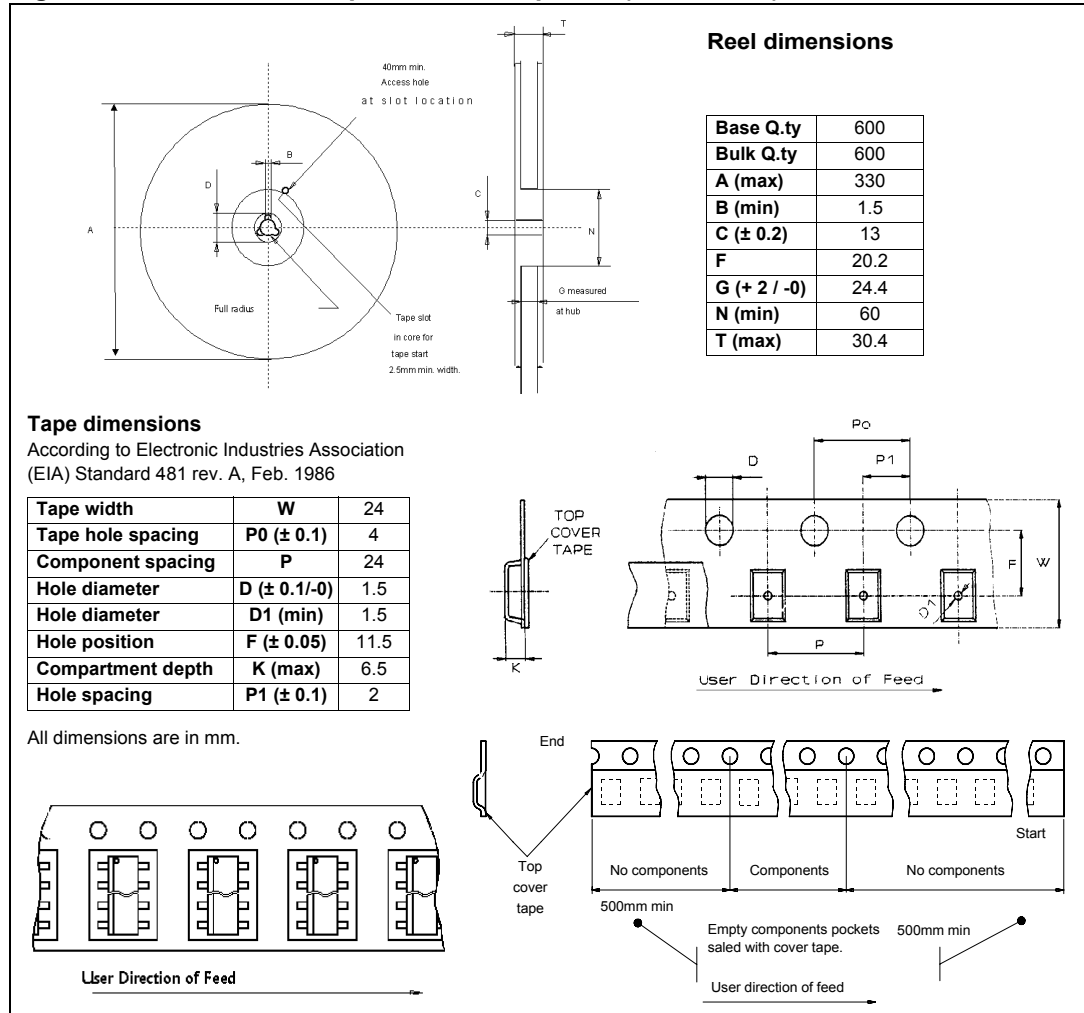 T
Reel dimensions
40mm min.
Access hole
at slot location
B
D
C
A
N
G measured
at hub
Full radius
Tape slot
in core for
tape start
2.5mm min. width.
Base Q.ty 600
Bulk Q.ty 600
A (max) 330
B (min) 1.5
C (± 0.2) 13
F 20.2
G (+ 2 / -0) 24.4
N (min) 60
T (max) 30.4
Tape dimensions
According to Electronic Industries Association
(EIA) Standard 481 rev. A, Feb. 1986
Tape width W 24
Tape hole spacing P0 (± 0.1) 4
Component spacing P 24
Hole diameter D (± 0.1/-0) 1.5
Hole diameter D1 (min) 1.5
Hole position F (± 0.05) 11.5
Compartment depth K (max) 6.5
Hole spacing P1 (± 0.1) 2
All dimensions are in mm.
Po
D
P1
TOP
COVER
TAPE
F
W
D1
P
K
User Direction of Feed
End
Start
Top
cover
tape
No components
Components
No components
500mm min
Empty components pockets
saled with cover tape.
500mm min
User direction of feed
User Direction of Feed